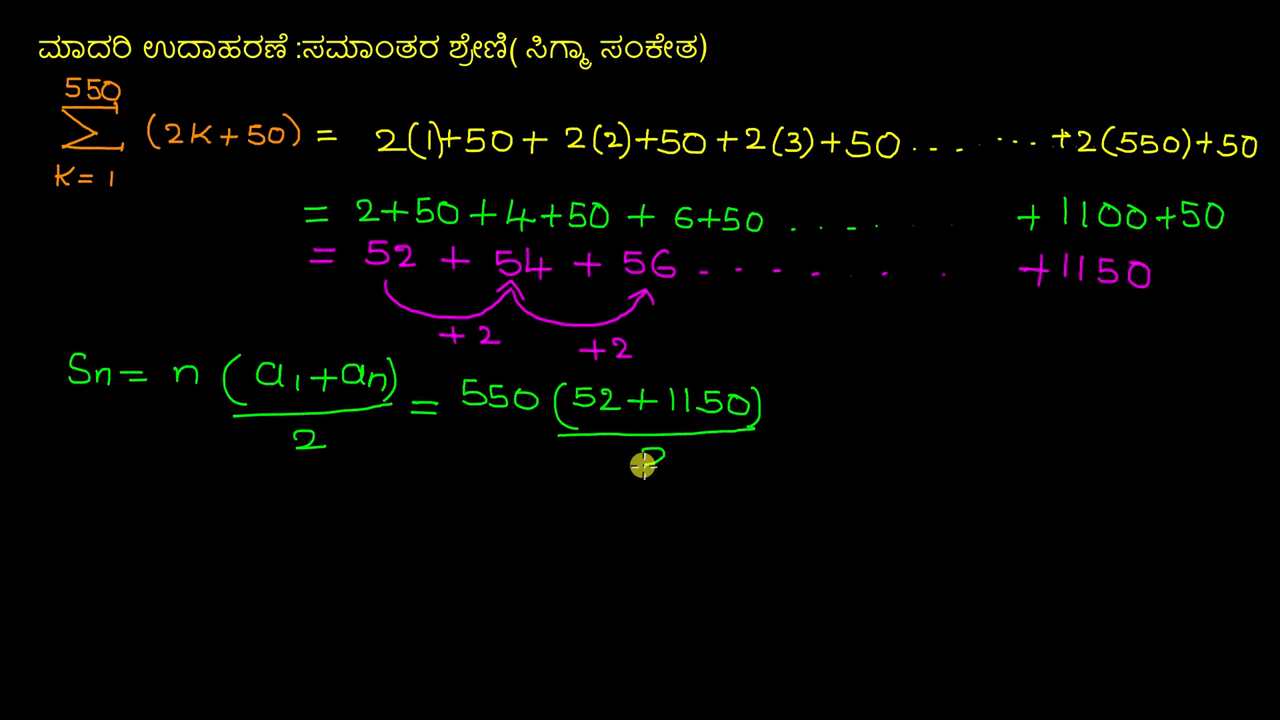 ಮಾದರಿ ಉದಾಹರಣೆ :ಸಮಾಂತರ ಶ್ರೇಣಿ( ಸಿಗ್ಮಾ ಸಂಕೇತ)
550
∑ (2K+50) = 2(1)+50+ 2(2)+50+2(3)+50 ... . ... +2(550)+50
K=1
= 2+50+4+50+ 6+50 . . . . . . + 1100+50
= 52 + 54 + 56 . . . . . . . +1150
+2 +2
Sn= n (a1+an) = 550 (52+1150)
2 2